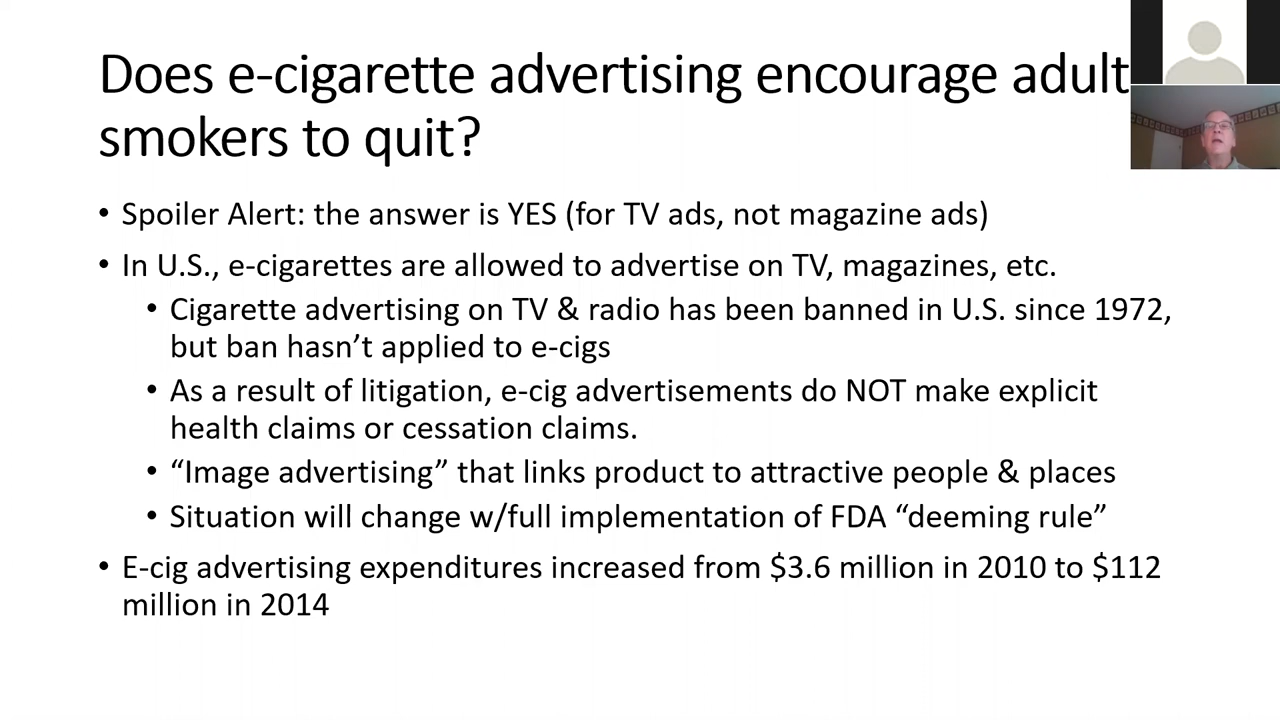 Does e-cigarette advertising encourage adult
smokers to quit?
• Spoiler Alert: the answer is YES (for TV ads, not magazine ads)
• In U.S., e-cigarettes are allowed to advertise on TV, magazines, etc.
• Cigarette advertising on TV & radio has been banned in U.S. since 1972,
but ban hasn’t applied to e-cigs
• As a result of litigation, e-cig advertisements do NOT make explicit
health claims or cessation claims.
• “Image advertising” that links product to attractive people & places
• Situation will change w/full implementation of FDA “deeming rule”
• E-cig advertising expenditures increased from $3.6 million in 2010 to $112
million in 2014